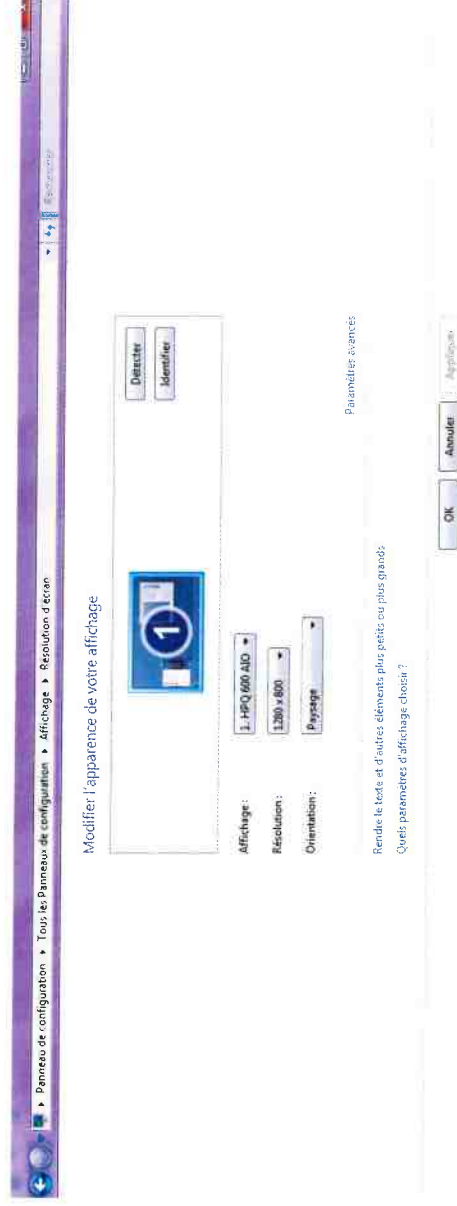 ▸ Panneau de configuration ▸ Tous les Panneaux de configuration ▸ Affichage ▸ Résolution d'écran
Rechercher
Modifier l'apparence de votre affichage
1
Détecter
Identifier
Affichage : 1. HPQ 600 AIO
Résolution : 1280 x 800
Orientation : Paysage
Paramètres avancés
Rendre le texte et d'autres éléments plus petits ou plus grands
Quels paramètres d'affichage choisir ?
OK Annuler Appliquer